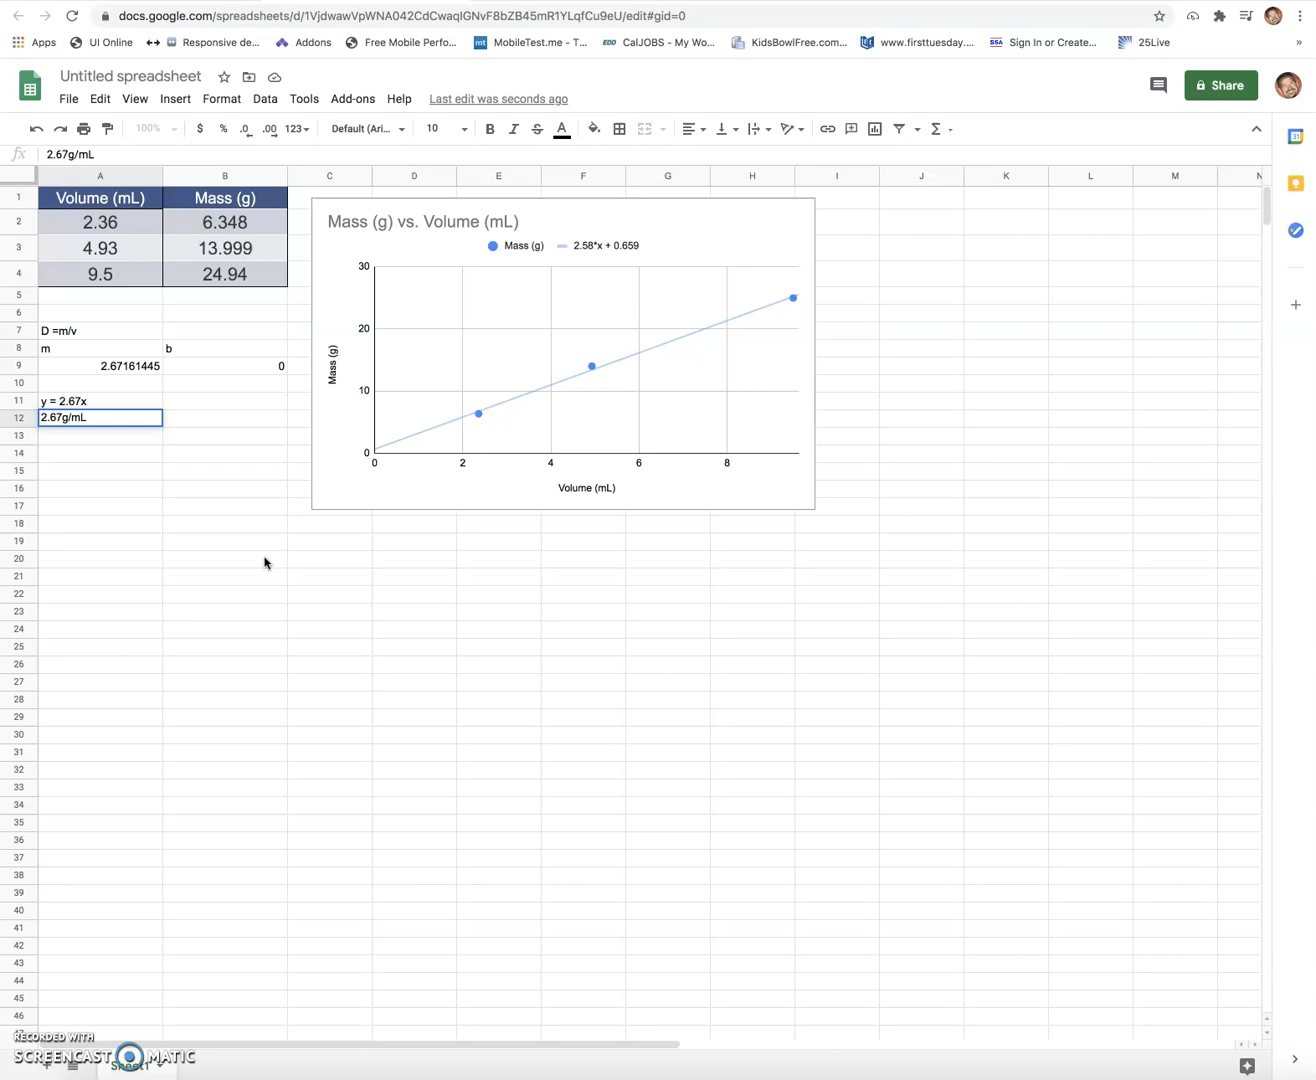 docs.google.com/spreadsheets/d/1VjdwawVpWNA042CdCwaqIGNvF8bZB45mR1YLqfCu9eU/edit#gid=0
Apps UI Online Responsive de... Addons Free Mobile Perfo... mt MobileTest.me - T... EDD CalJOBS - My Wo... KidsBowlFree.com... www.firsttuesday.... SSA Sign In or Create... 25Live »
Untitled spreadsheet
File Edit View Insert Format Data Tools Add-ons Help Last edit was seconds ago
Share
100% $ % .0 .00 123 Default (Ari... 10 B I S A Σ
fx 2.67g/mL
A B C D E F G H I J K L M N
1 Volume (mL) Mass (g)
2 2.36 6.348
3 4.93 13.999
4 9.5 24.94
5
6
7 D =m/v
8 m b
9 2.67161445 0
10
11 y = 2.67x
12 2.67g/mL
13
14
15
16
17
18
19
20
21
22
23
24
25
26
27
28
29
30
31
32
33
34
35
36
37
38
39
40
41
42
43
44
45
46
Mass (g) vs. Volume (mL)
Mass (g) 2.58*x + 0.659
30
20
10
0
0 2 4 6 8
Mass (g)
Volume (mL)
31
RECORDED WITH
SCREENCAST MATIC
Sheet1